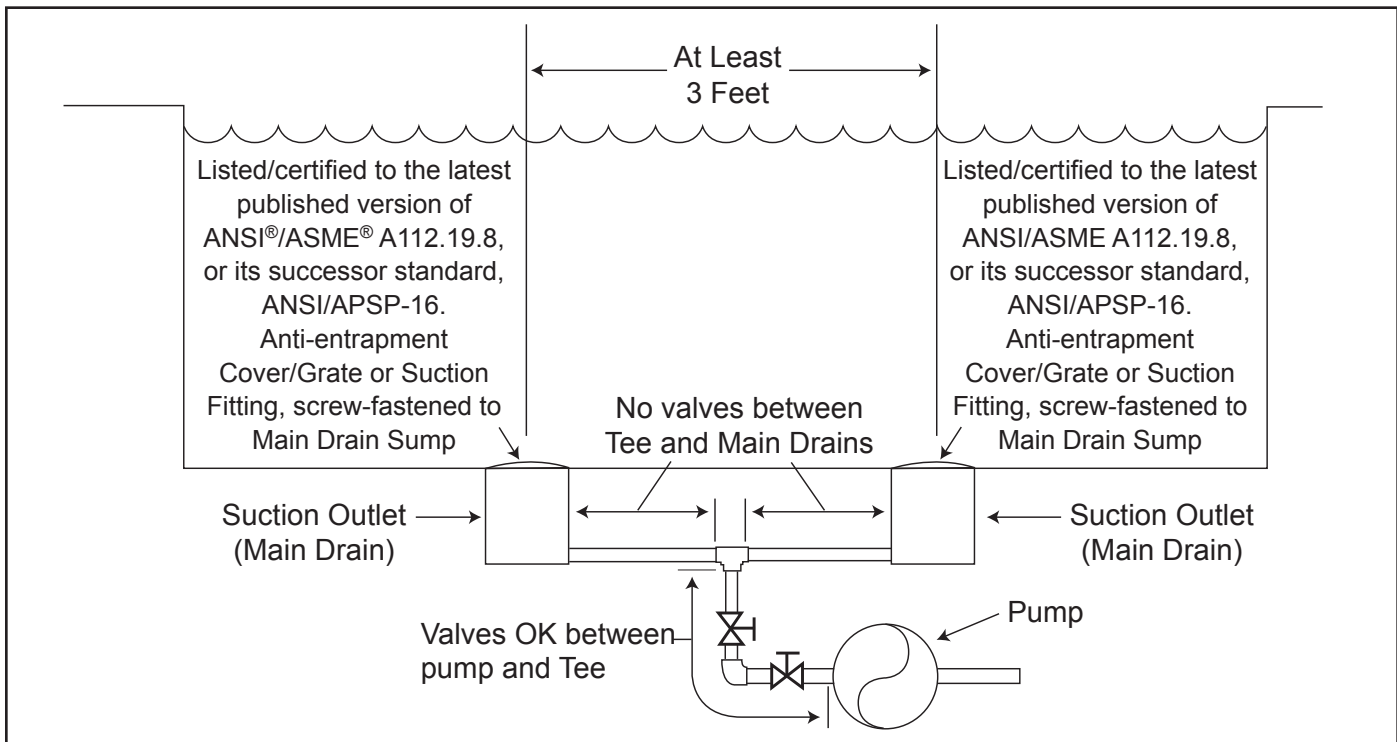 At Least
3 Feet
Listed/certified to the latest
published version of
ANSI®/ASME® A112.19.8,
or its successor standard,
ANSI/APSP-16.
Anti-entrapment
Cover/Grate or Suction
Fitting, screw-fastened to
Main Drain Sump
Listed/certified to the latest
published version of
ANSI/ASME A112.19.8,
or its successor standard,
ANSI/APSP-16.
Anti-entrapment
Cover/Grate or Suction
Fitting, screw-fastened to
Main Drain Sump
No valves between
Tee and Main Drains
Suction Outlet
(Main Drain)
Suction Outlet
(Main Drain)
Valves OK between
pump and Tee
Pump